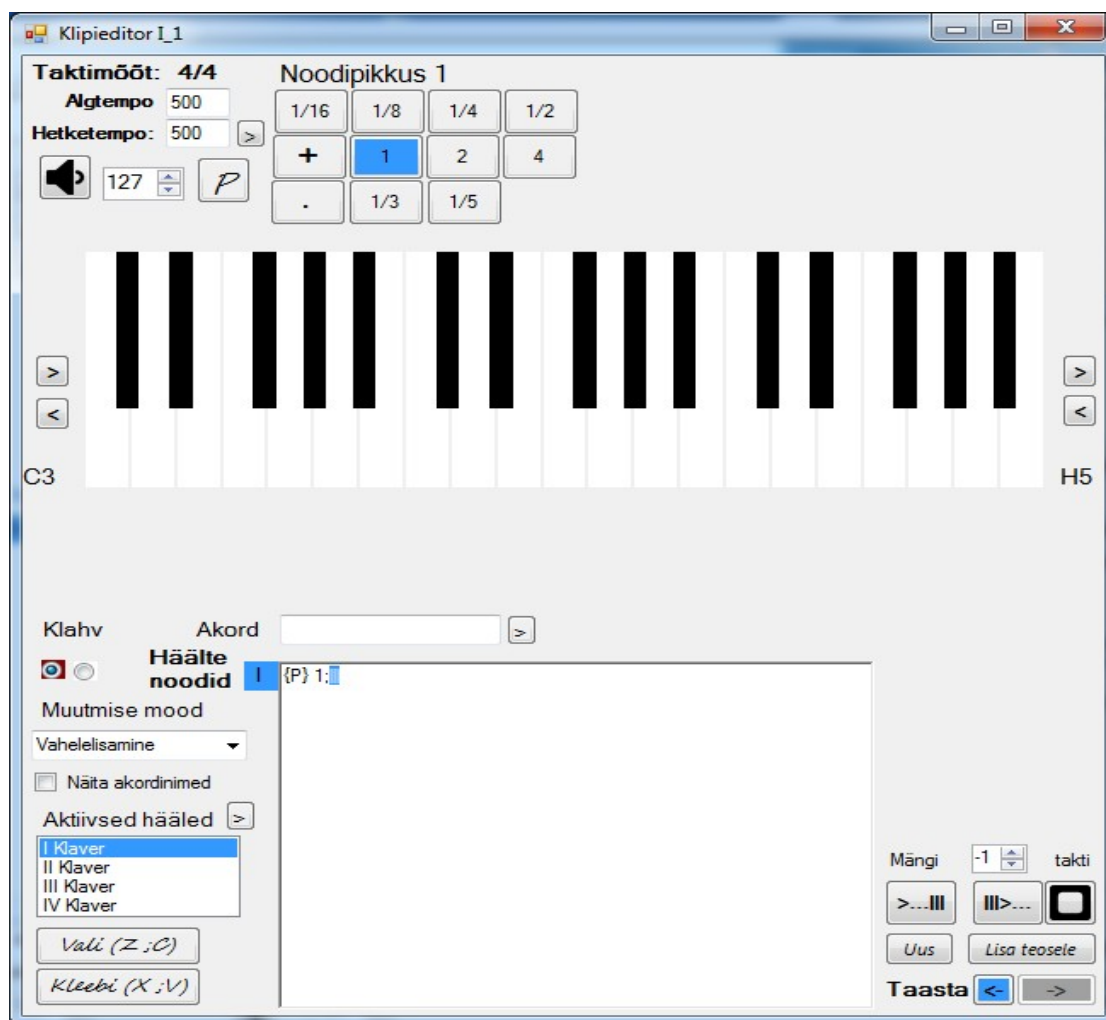 Klipieditor I_1
Taktimõõt: 4/4
Noodipikkus 1
Algtempo 500
1/16 1/8 1/4 1/2
Hetketempo: 500 >
+ 1 2 4
127 P
. 1/3 1/5
> >
< <
C3 H5
Klahv Akord >
Häälte noodid I {P} 1;|||
Muutmise mood
Vahelelisamine
Näita akordinimed
Aktiivsed hääled >
I Klaver
II Klaver
III Klaver
IV Klaver
Mängi -1 takti
>...III III>...
Vali (Z ;C)
Uus Lisa teosele
Kleebi (X ;V)
Taasta <- ->